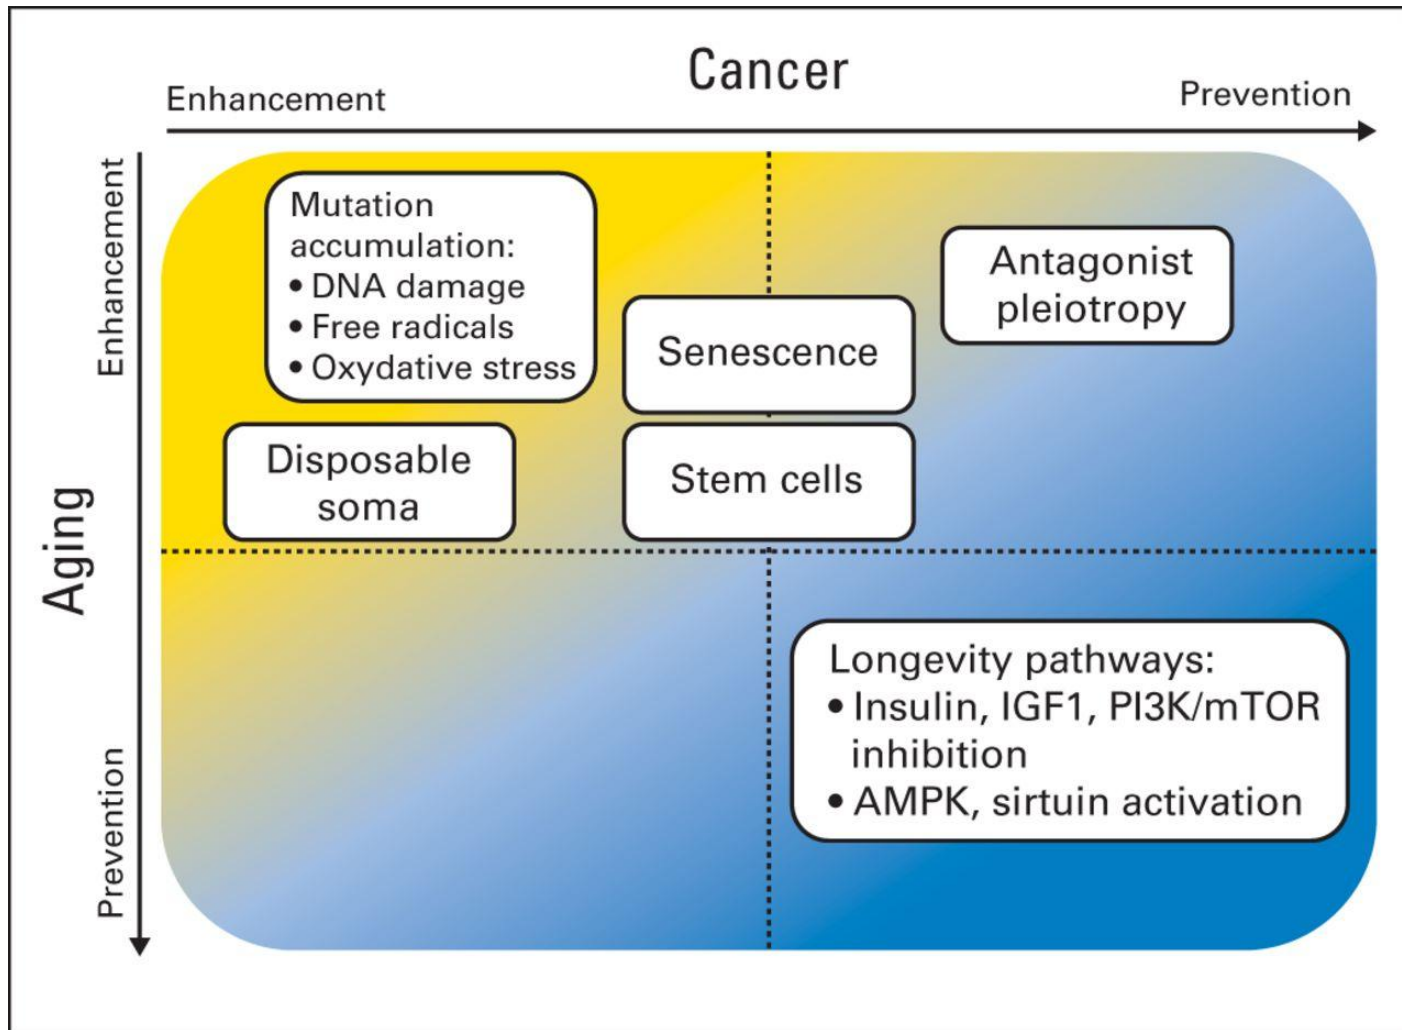 Cancer
Enhancement
Prevention
Aging
Enhancement
Prevention
Mutation
accumulation:
• DNA damage
• Free radicals
• Oxydative stress
Antagonist
pleiotropy
Senescence
Disposable
soma
Stem cells
Longevity pathways:
• Insulin, IGF1, PI3K/mTOR
inhibition
• AMPK, sirtuin activation